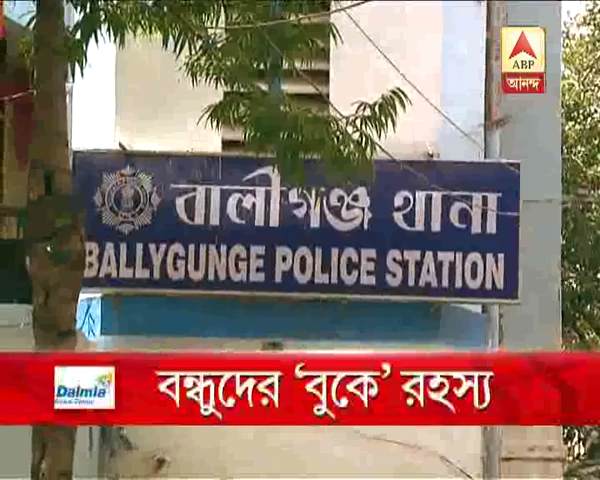 ABP
আনন্দ
বালীগঞ্জ থানা
BALLYGUNGE POLICE STATION
Dalmia
বন্ধুদের ‘বুকে’ রহস্য